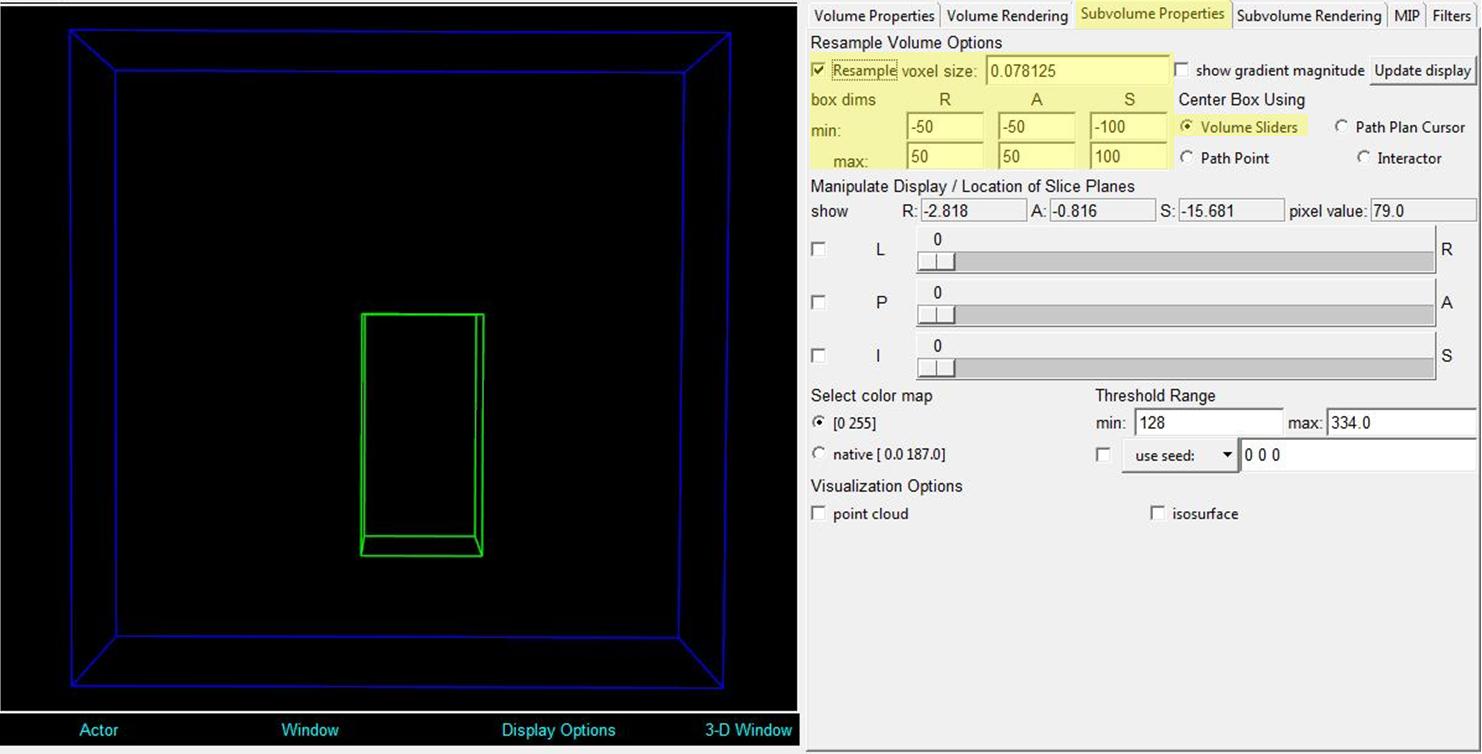 Volume Properties Volume Rendering Subvolume Properties Subvolume Rendering MIP Filters
Resample Volume Options
Resample voxel size: 0.078125 show gradient magnitude Update display
box dims R A S Center Box Using
min: -50 -50 -100 Volume Sliders Path Plan Cursor
max: 50 50 100 Path Point Interactor
Manipulate Display / Location of Slice Planes
show R: -2.818 A: -0.816 S: -15.681 pixel value: 79.0
0
L R
0
P A
0
I S
Select color map Threshold Range
[0 255] min: 128 max: 334.0
native [ 0.0 187.0] use seed: 0 0 0
Visualization Options
point cloud isosurface
Actor Window Display Options 3-D Window